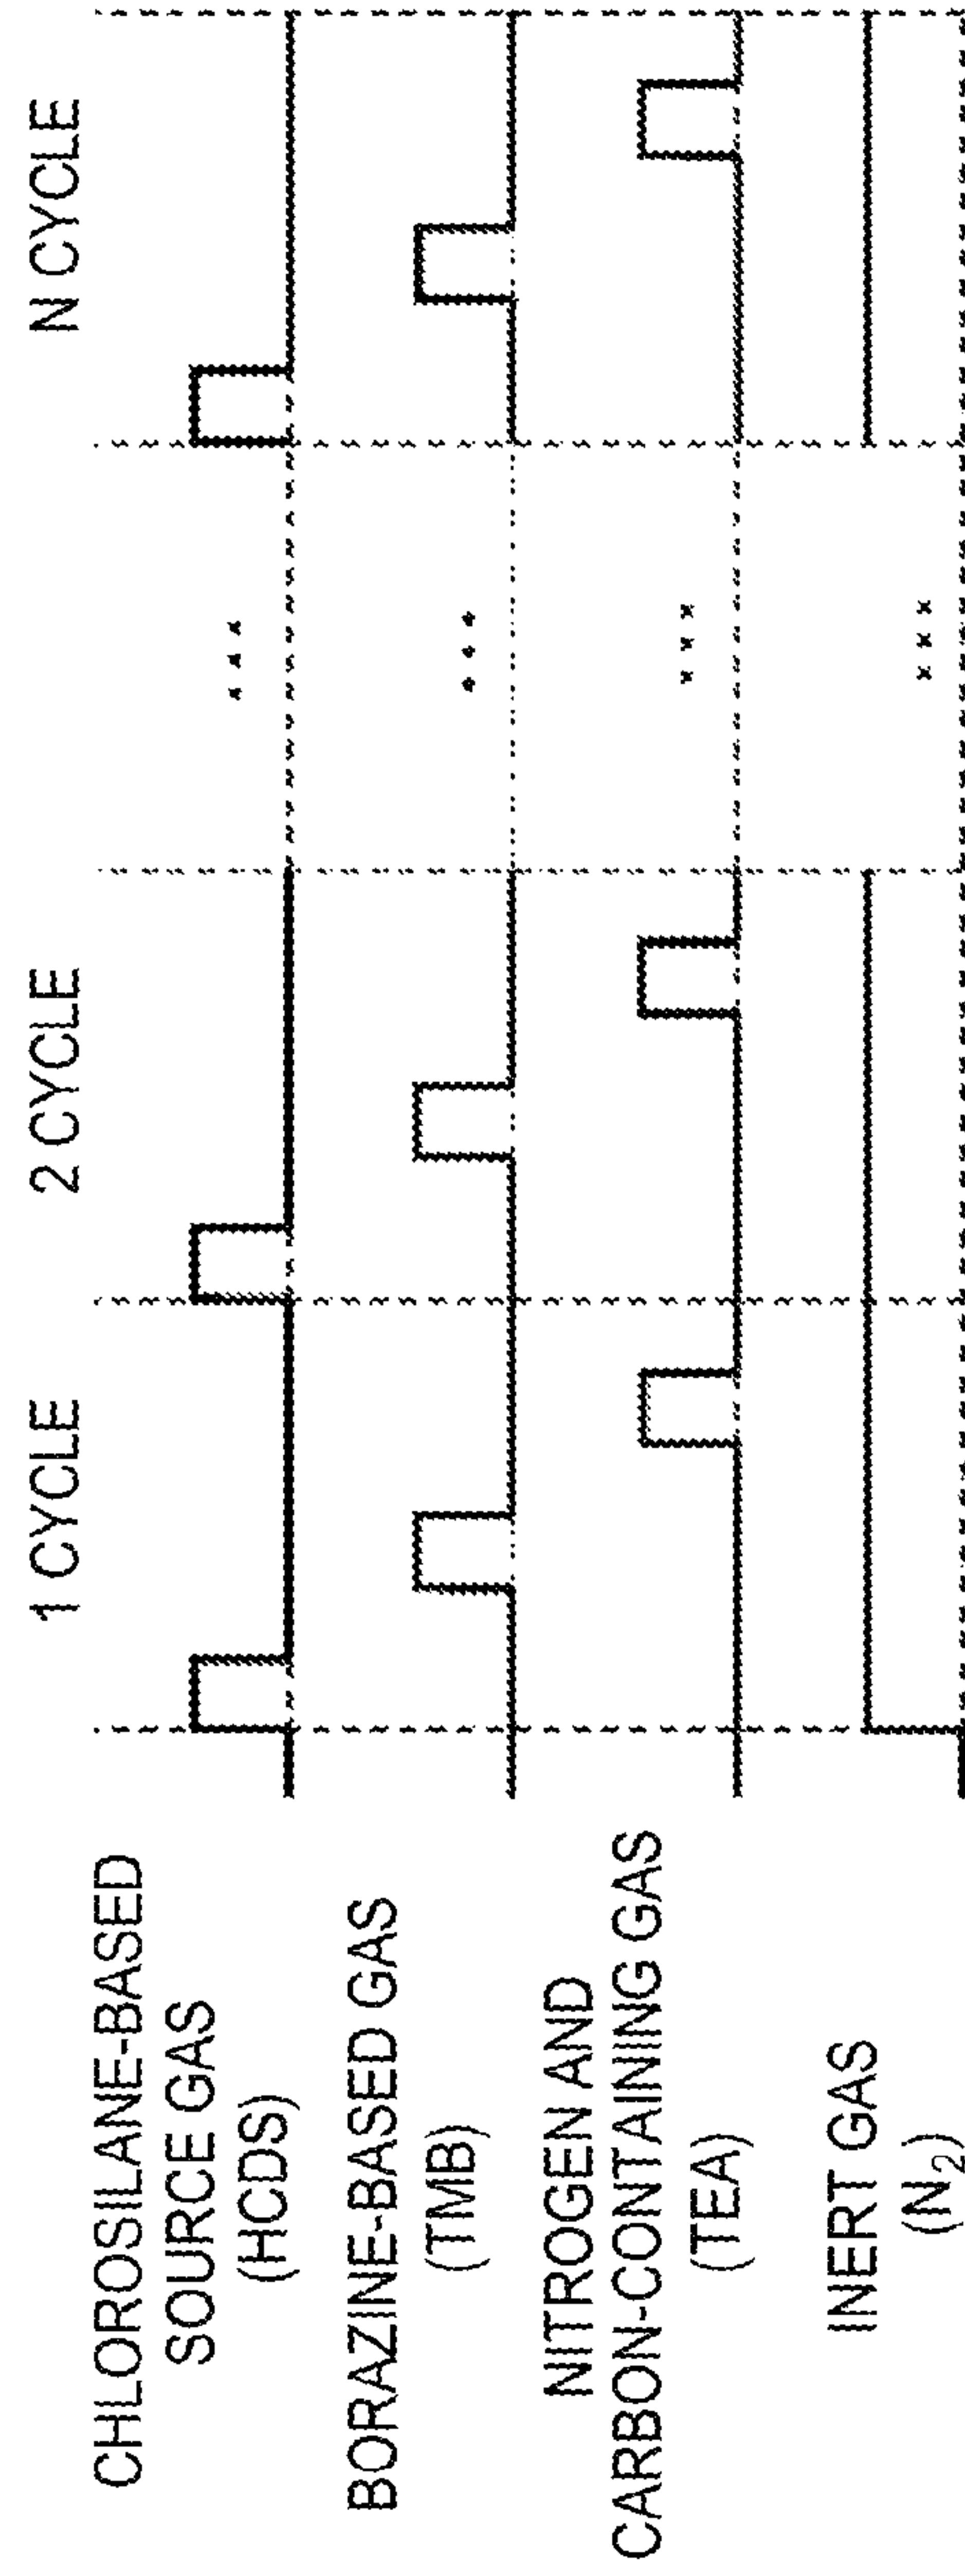 1 CYCLE
2 CYCLE
N CYCLE
CHLOROSILANE-BASED
SOURCE GAS
(HCDS)
BORAZINE-BASED GAS
(TMB)
NITROGEN AND
CARBON-CONTAINING GAS
(TEA)
INERT GAS
(N₂)